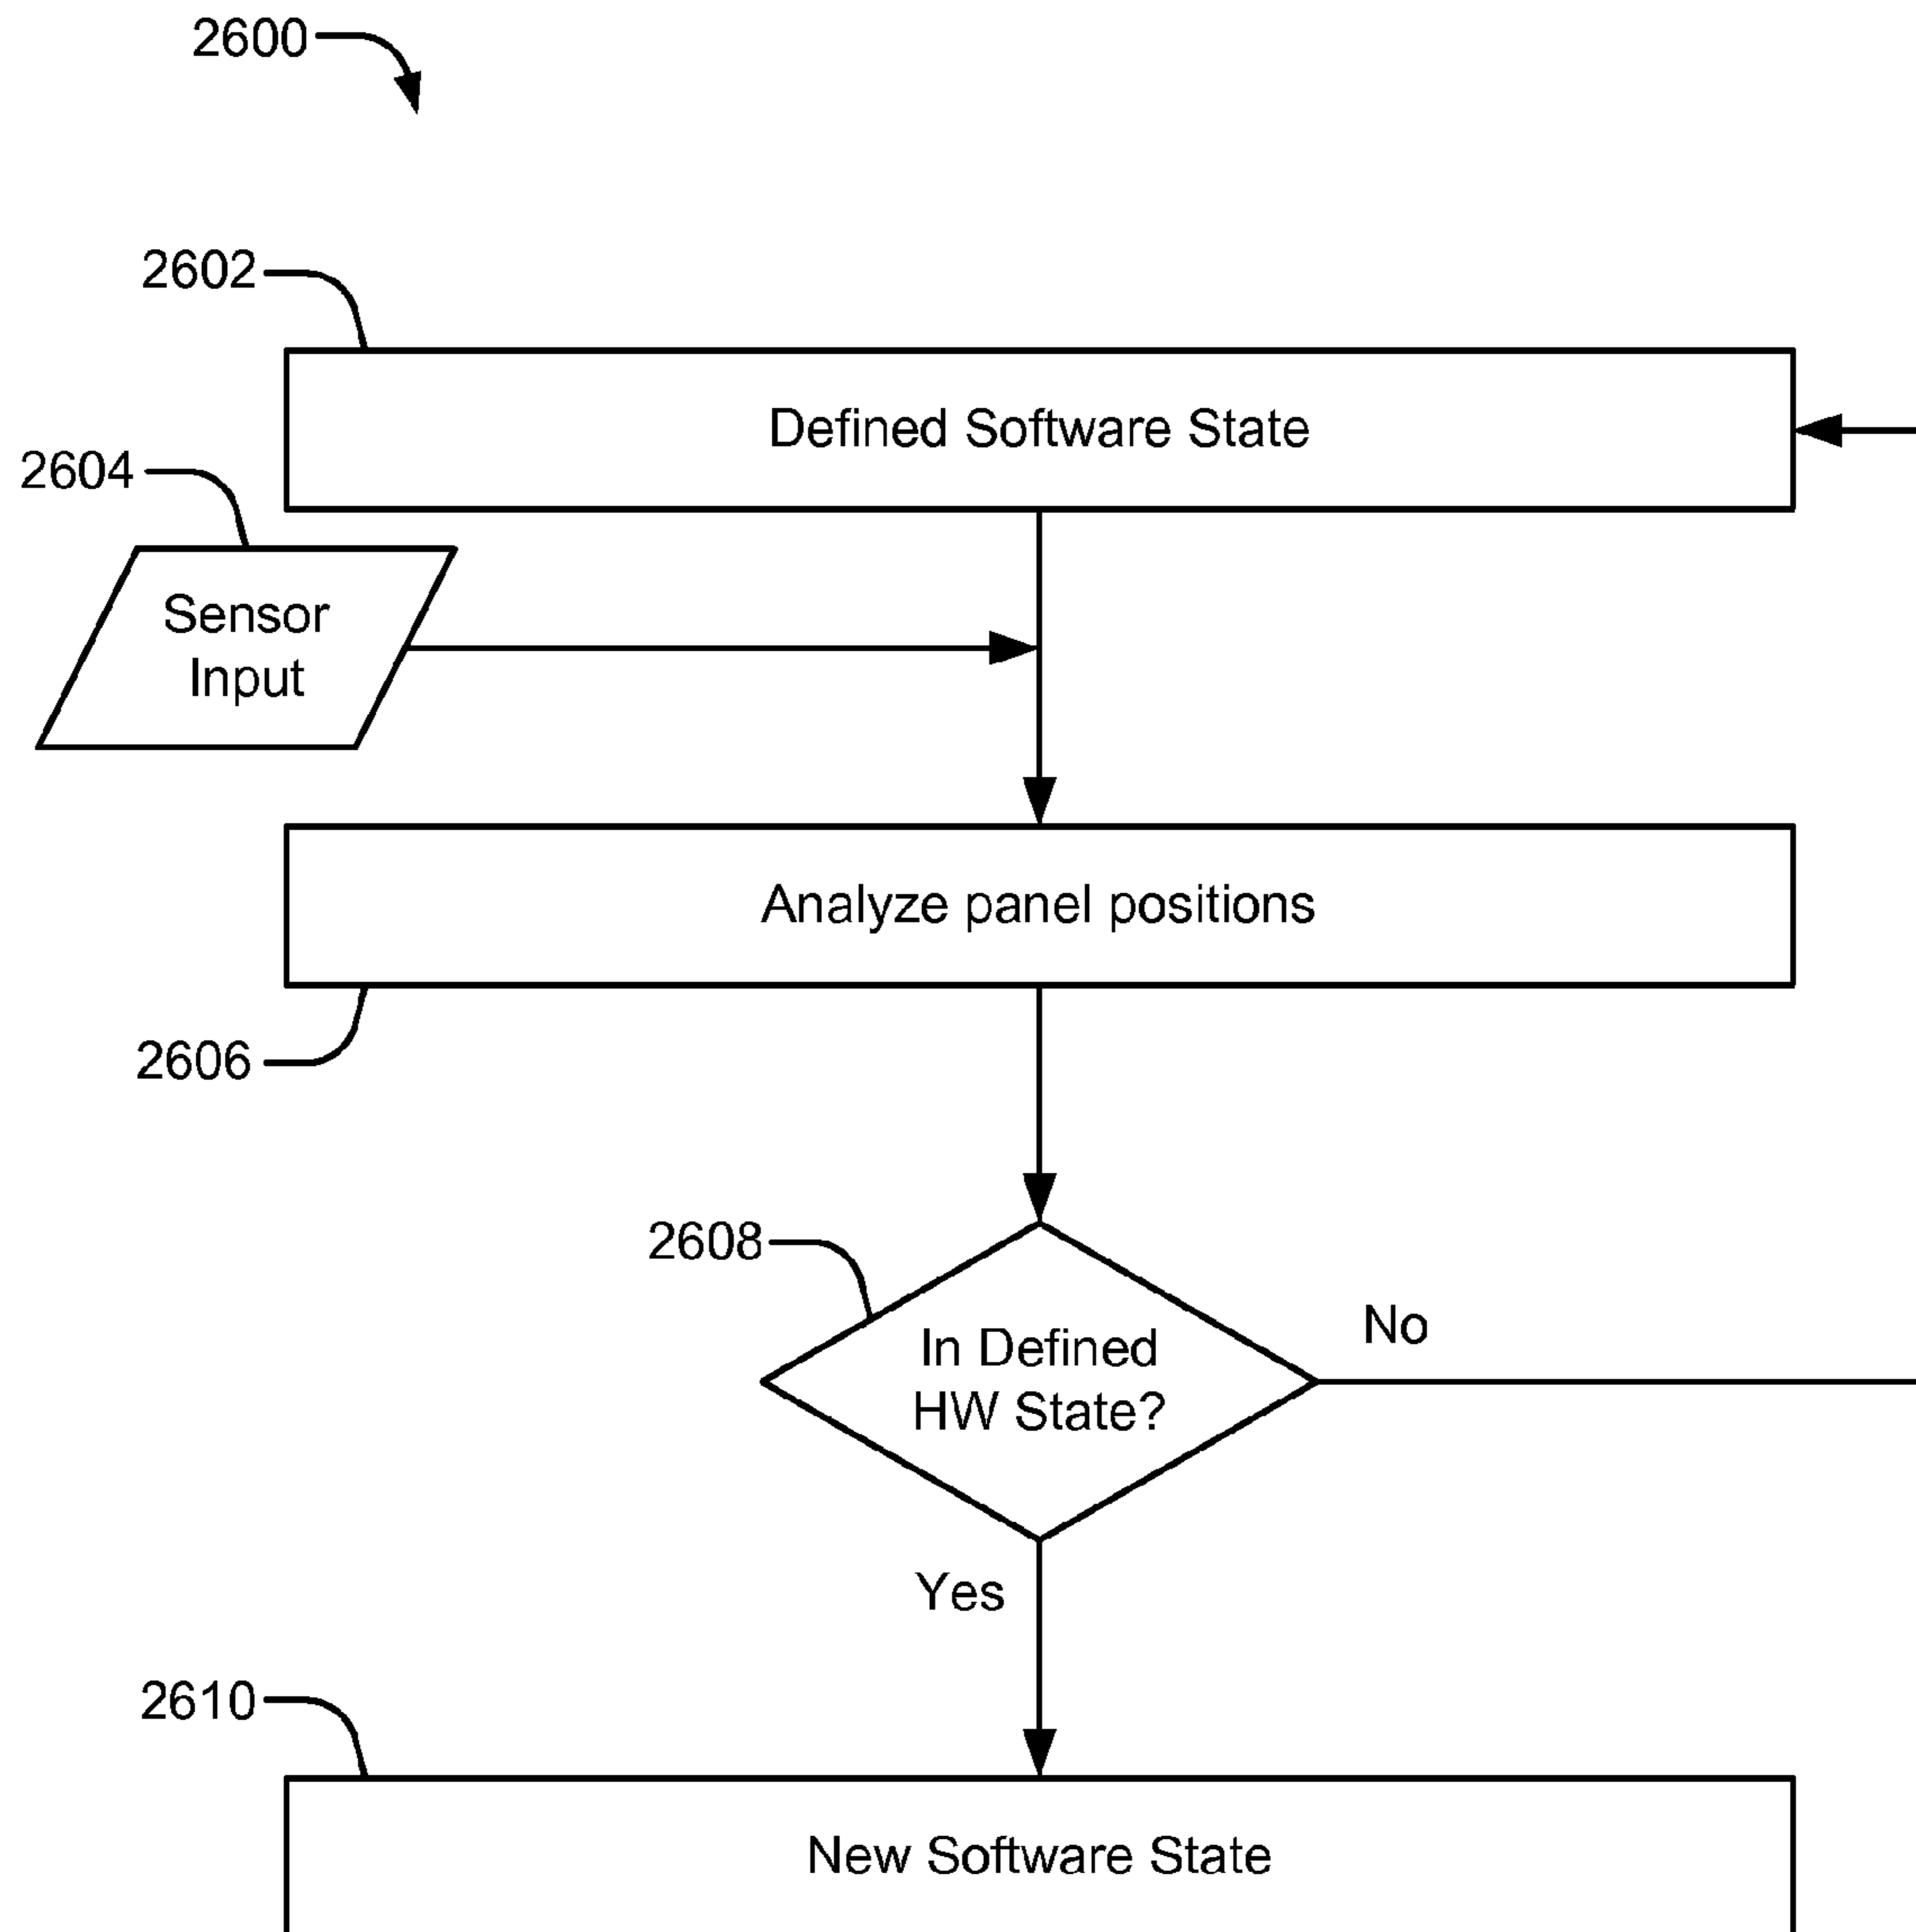 2600
2602
Defined Software State
2604
Sensor
Input
Analyze panel positions
2606
2608
In Defined
HW State?
No
Yes
2610
New Software State